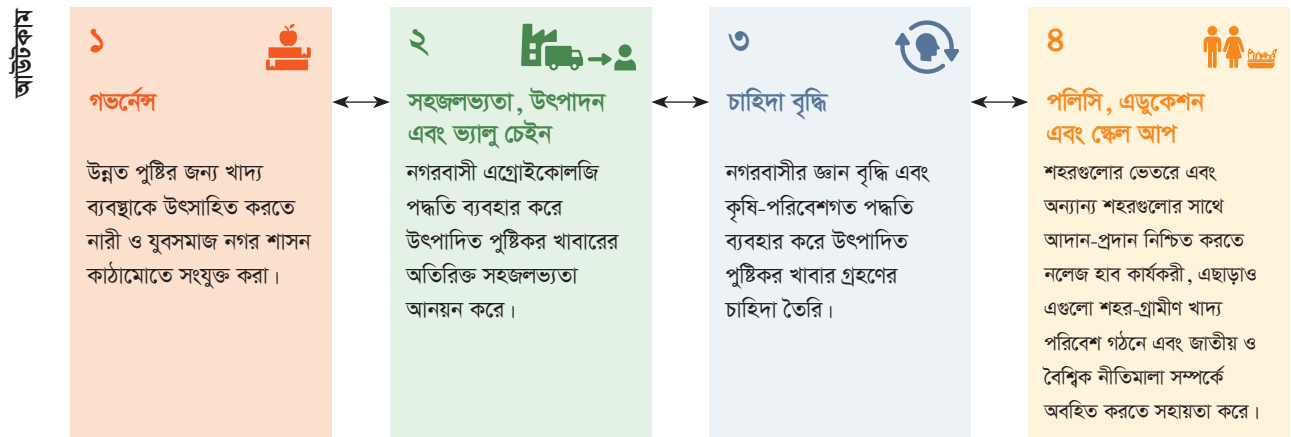 আউটকাম
১
গভর্নেন্স
উন্নত পুষ্টির জন্য খাদ্য
ব্যবস্থাকে উৎসাহিত করতে
নারী ও যুবসমাজ নগর শাসন
কাঠামোতে সংযুক্ত করা।
২
সহজলভ্যতা, উৎপাদন
এবং ভ্যালু চেইন
নগরবাসী এগ্রোইকোলজি
পদ্ধতি ব্যবহার করে
উৎপাদিত পুষ্টিকর খাবারের
অতিরিক্ত সহজলভ্যতা
আনয়ন করে।
৩
চাহিদা বৃদ্ধি
নগরবাসীর জ্ঞান বৃদ্ধি এবং
কৃষি-পরিবেশগত পদ্ধতি
ব্যবহার করে উৎপাদিত
পুষ্টিকর খাবার গ্রহণের
চাহিদা তৈরি।
৪
পলিসি, এডুকেশন
এবং স্কেল আপ
শহরগুলোর ভেতরে এবং
অন্যান্য শহরগুলোর সাথে
আদান-প্রদান নিশ্চিত করতে
নলেজ হাব কার্যকরী, এছাড়াও
এগুলো শহর-গ্রামীণ খাদ্য
পরিবেশ গঠনে এবং জাতীয় ও
বৈশ্বিক নীতিমালা সম্পর্কে
অবহিত করতে সহায়তা করে।